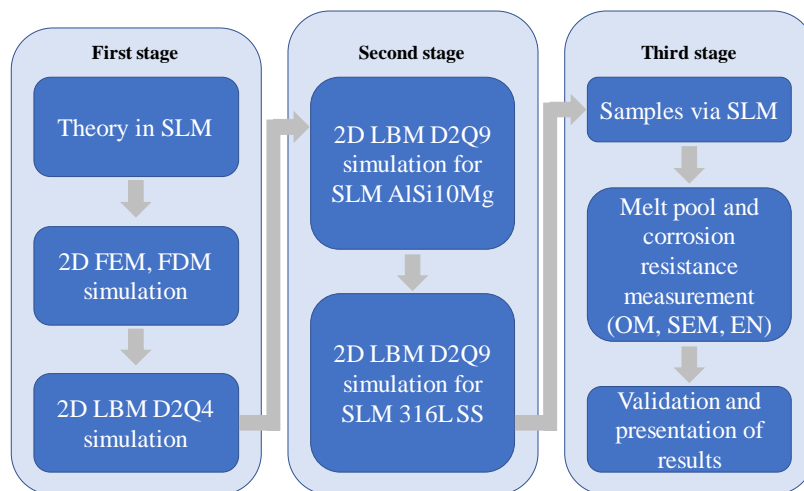 First stage
Theory in SLM
2D FEM, FDM
simulation
2D LBM D2Q4
simulation
Second stage
2D LBM D2Q9
simulation for
SLM AlSi10Mg
2D LBM D2Q9
simulation for
SLM 316L SS
Third stage
Samples via SLM
Melt pool and
corrosion
resistance
measurement
(OM, SEM, EN)
Validation and
presentation of
results